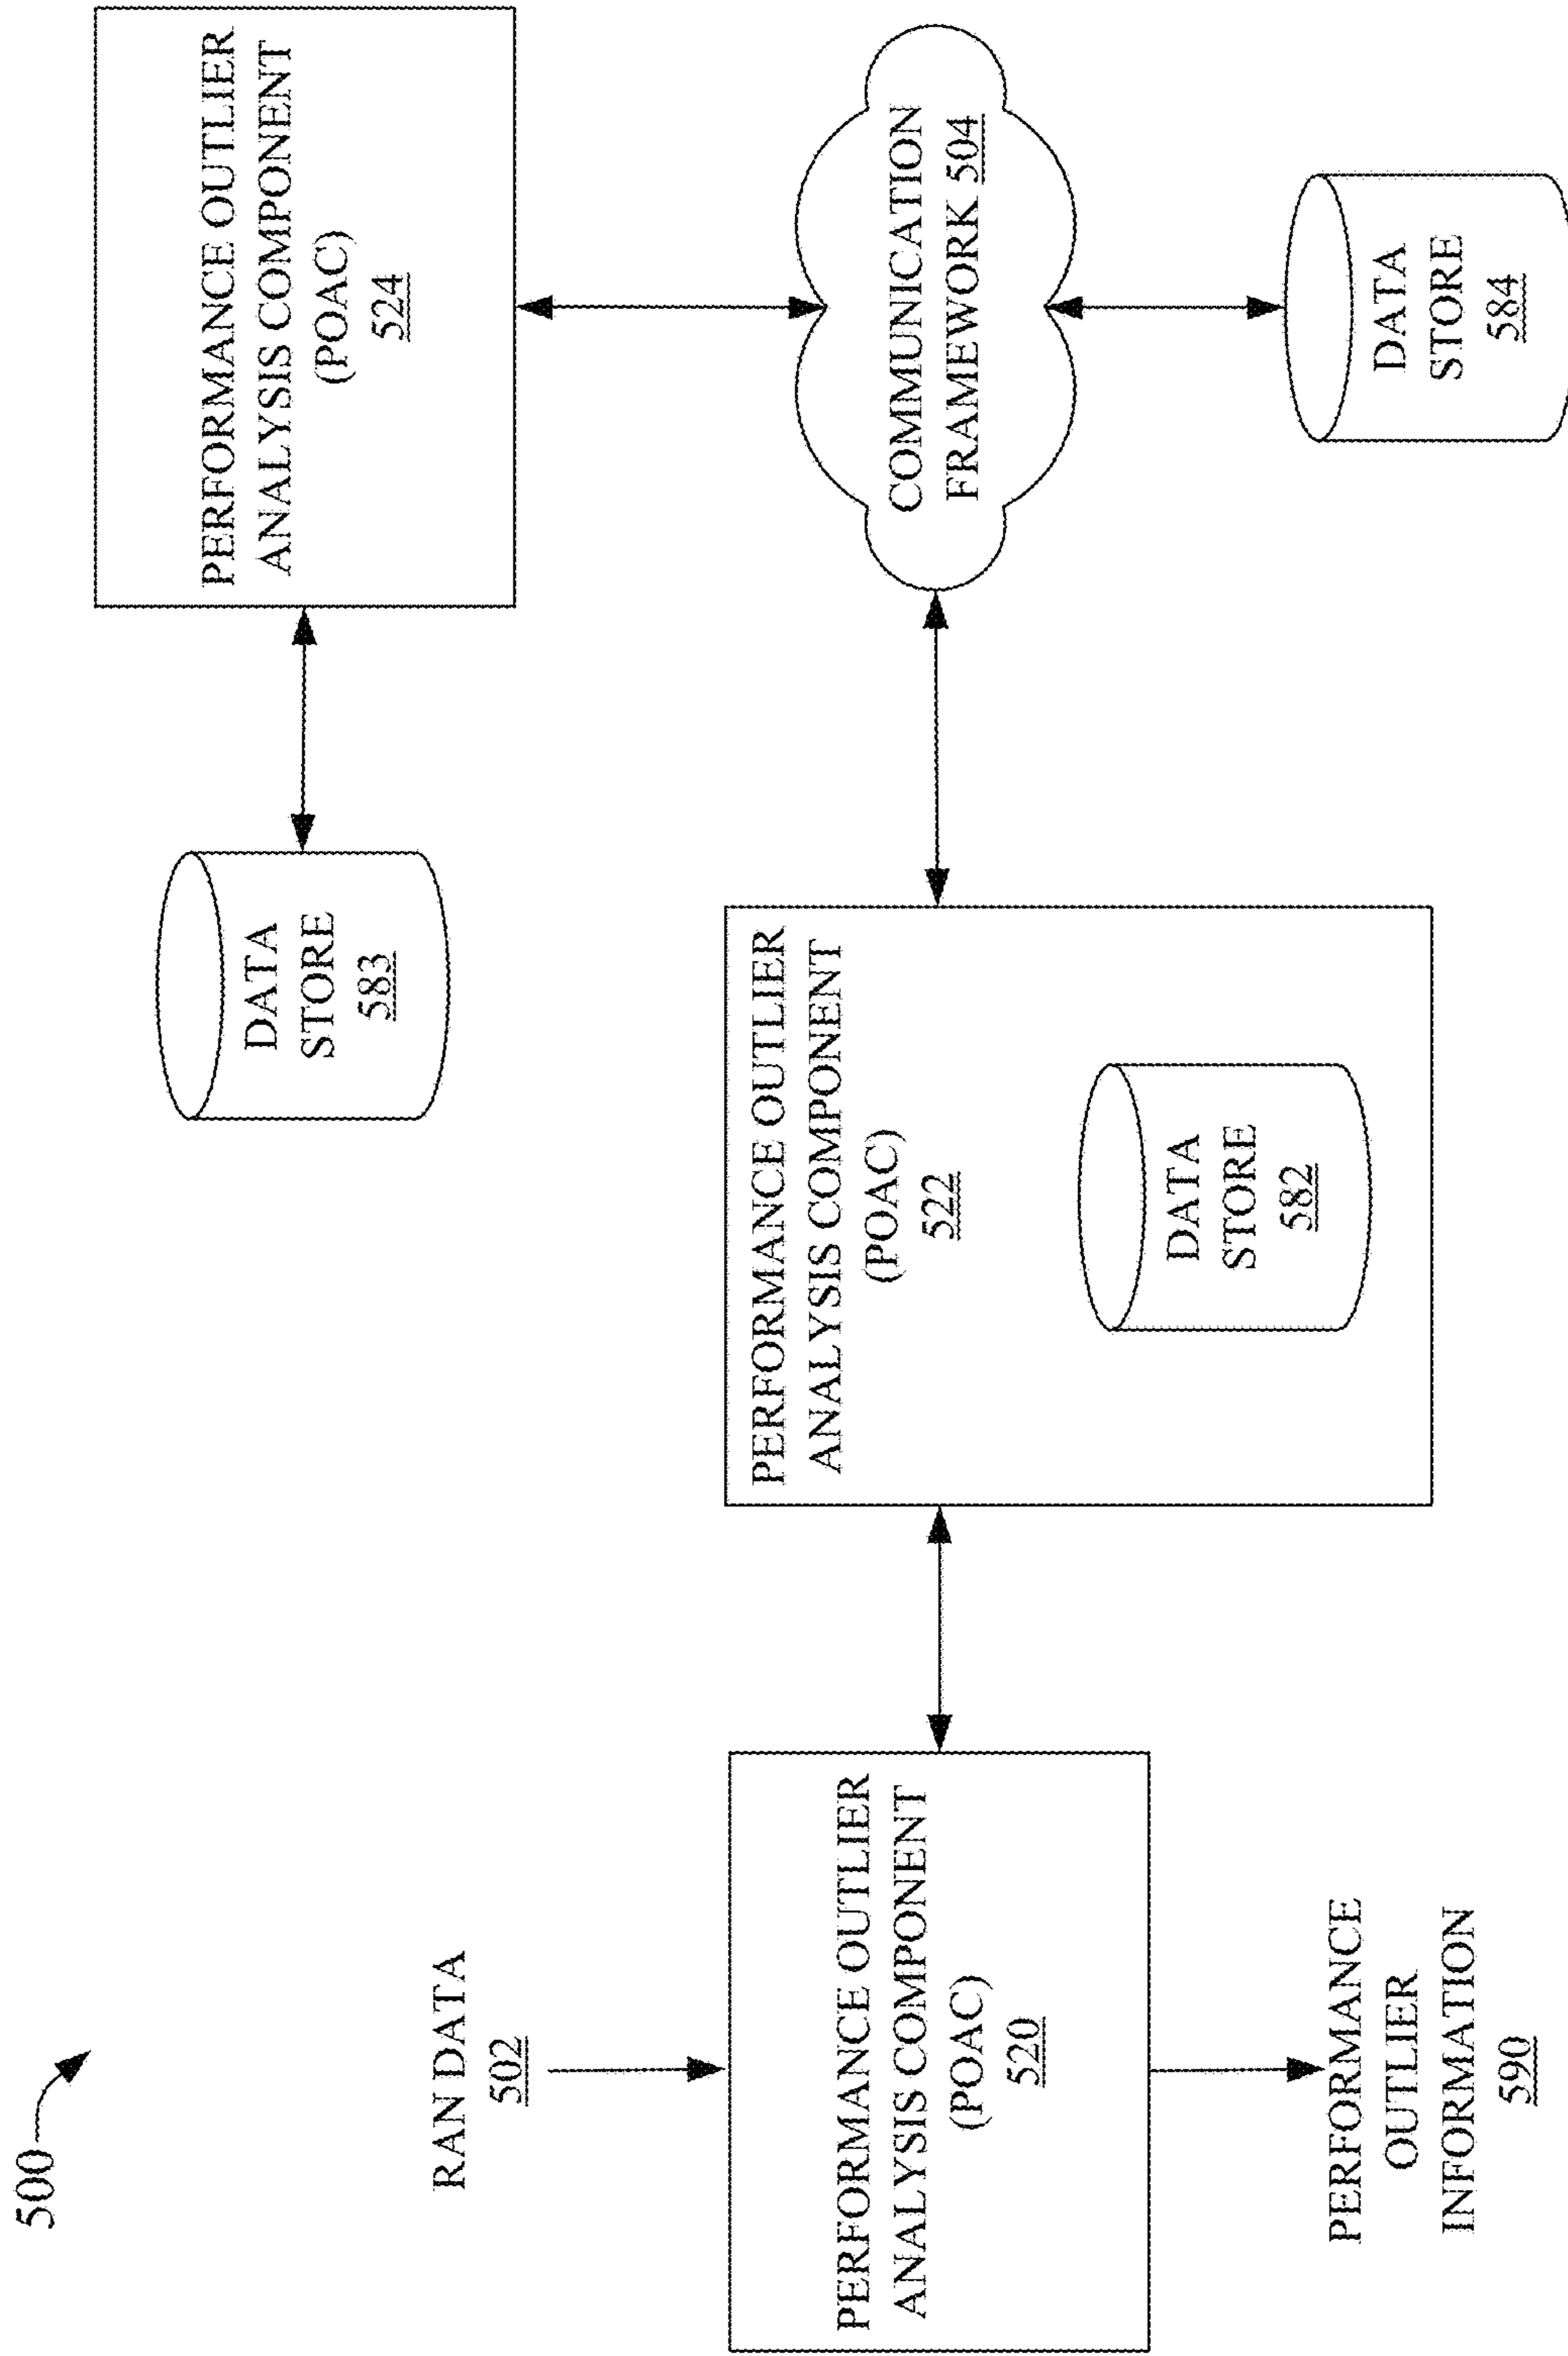 500
RAN DATA
502
PERFORMANCE OUTLIER
ANALYSIS COMPONENT
(POAC)
520
PERFORMANCE
OUTLIER
INFORMATION
590
PERFORMANCE OUTLIER
ANALYSIS COMPONENT
(POAC)
522
DATA
STORE
582
DATA
STORE
583
PERFORMANCE OUTLIER
ANALYSIS COMPONENT
(POAC)
524
COMMUNICATION
FRAMEWORK 504
DATA
STORE
584